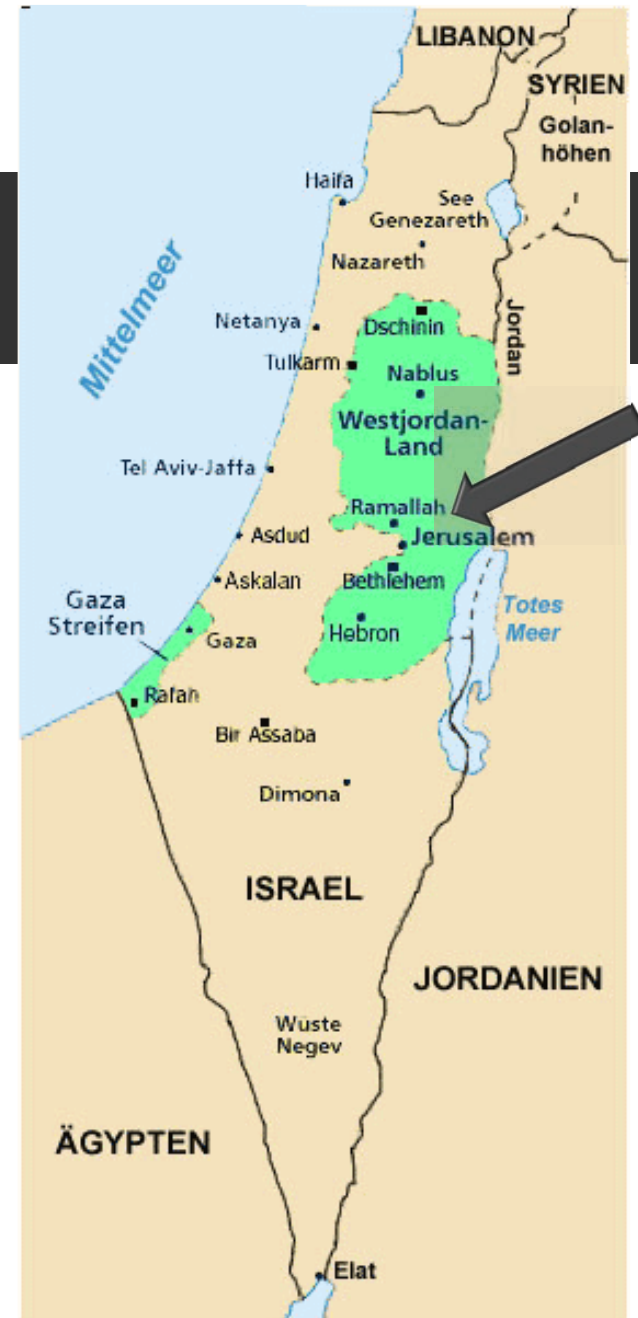 LIBANON
SYRIEN
Golan-
höhen
Haifa
See
Genezareth
Nazareth
Mittelmeer
Netanya
Dschinin
Jordan
Tulkarm
Nablus
Westjordan-
Land
Tel Aviv-Jaffa
Ramallah
Asdud
Jerusalem
Askalan
Bethlehem
Gaza
Streifen
Totes
Meer
Gaza
Hebron
Rafah
Bir Assaba
Dimona
ISRAEL
JORDANIEN
Wüste
Negev
ÄGYPTEN
Elat